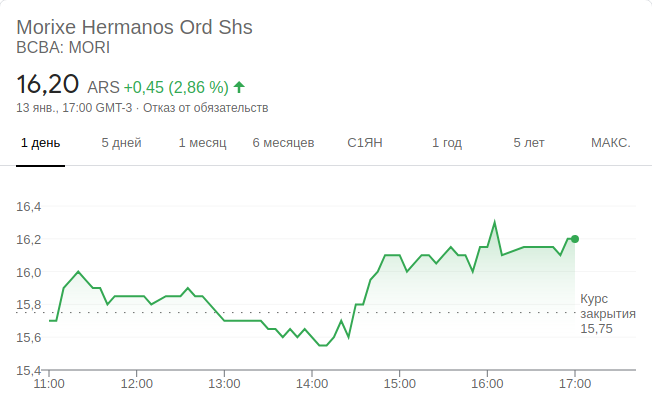 Morixe Hermanos Ord Shs
BCBA: MORI
16,20 ARS +0,45 (2,86 %)
13 янв., 17:00 GMT-3 · Отказ от обязательств
1 день 5 дней 1 месяц 6 месяцев С1ЯН 1 год 5 лет МАКС.
16,4
16,2
16,0
15,8
15,6
15,4
Курс
закрытия
15,75
11:00 12:00 13:00 14:00 15:00 16:00 17:00